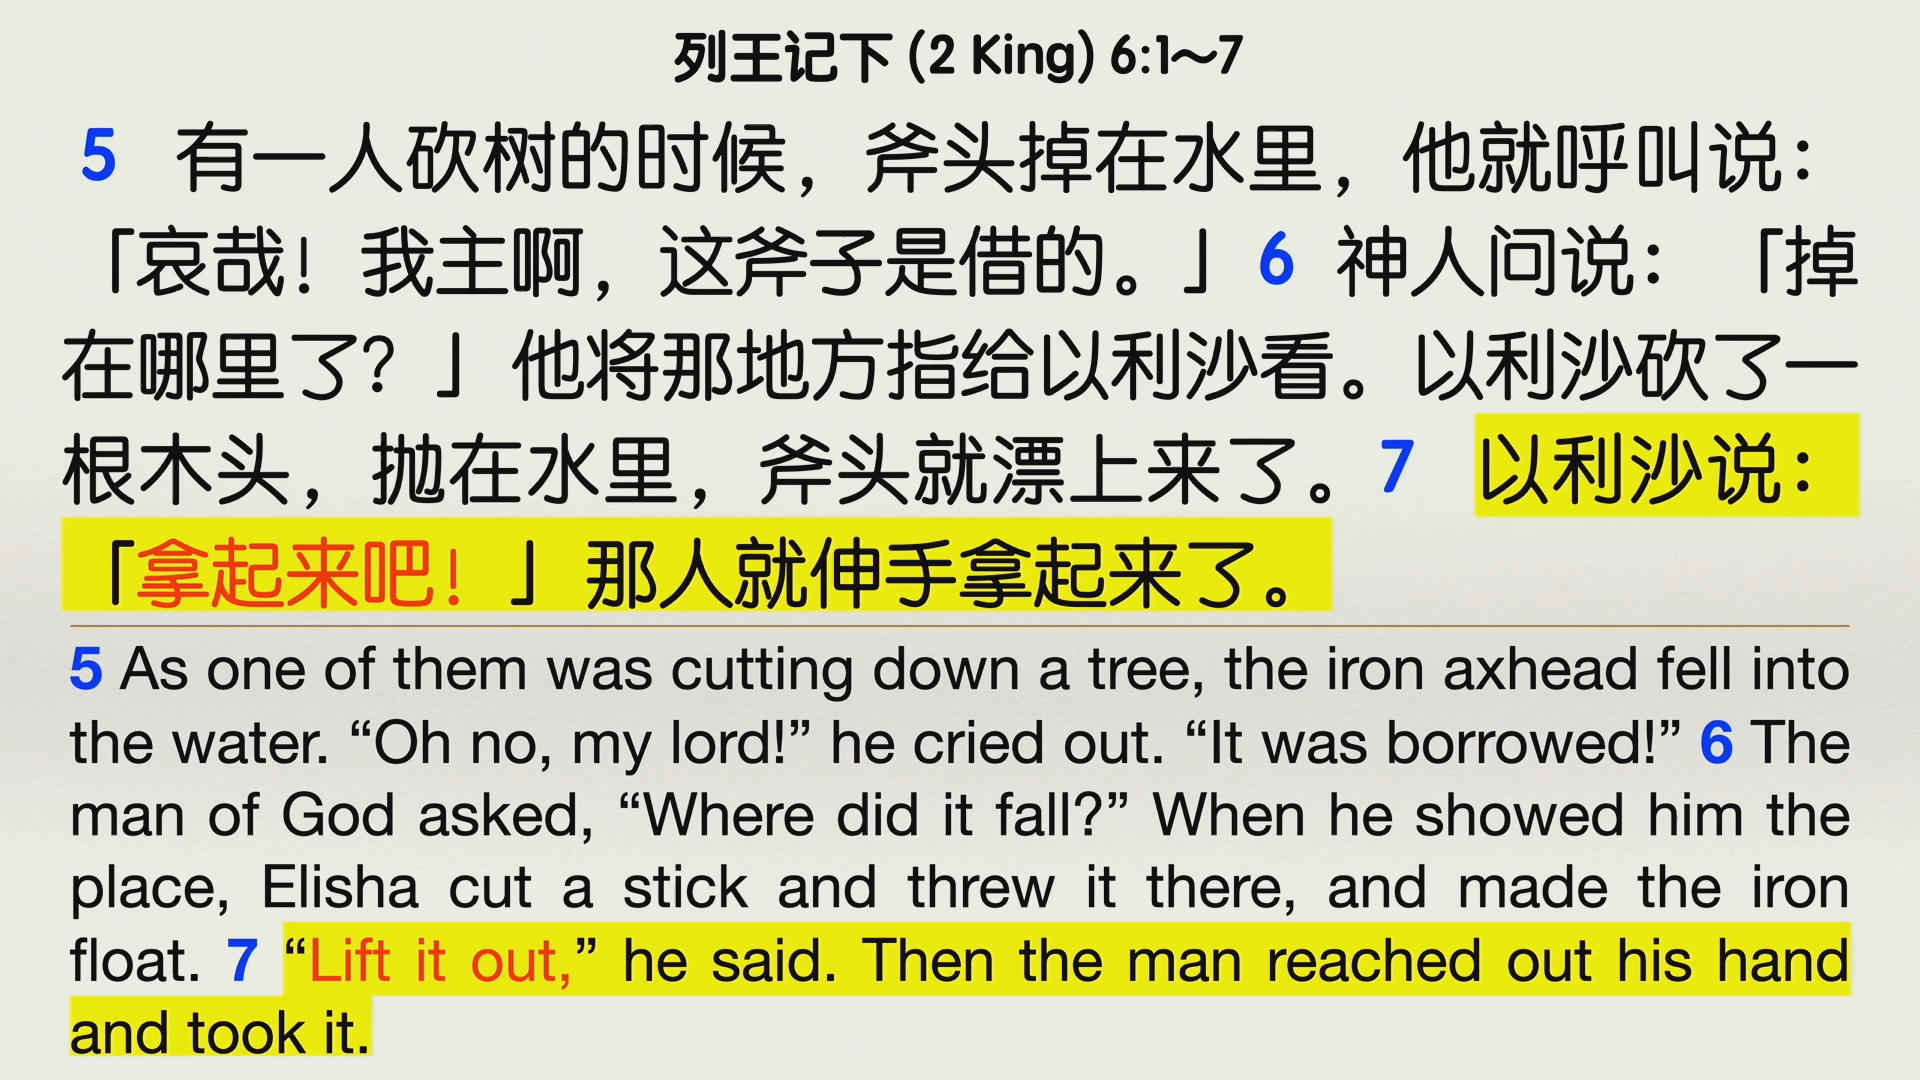 列王记下 (2 King) 6:1～7
5 有一人砍树的时候，斧头掉在水里，他就呼叫说：
「哀哉！我主啊，这斧子是借的。」6 神人问说：「掉
在哪里了？」他将那地方指给以利沙看。以利沙砍了一
根木头，抛在水里，斧头就漂上来了。7 以利沙说：
「拿起来吧！」那人就伸手拿起来了。
5 As one of them was cutting down a tree, the iron axhead fell into
the water. “Oh no, my lord!” he cried out. “It was borrowed!” 6 The
man of God asked, “Where did it fall?” When he showed him the
place, Elisha cut a stick and threw it there, and made the iron
float. 7 “Lift it out,” he said. Then the man reached out his hand
and took it.